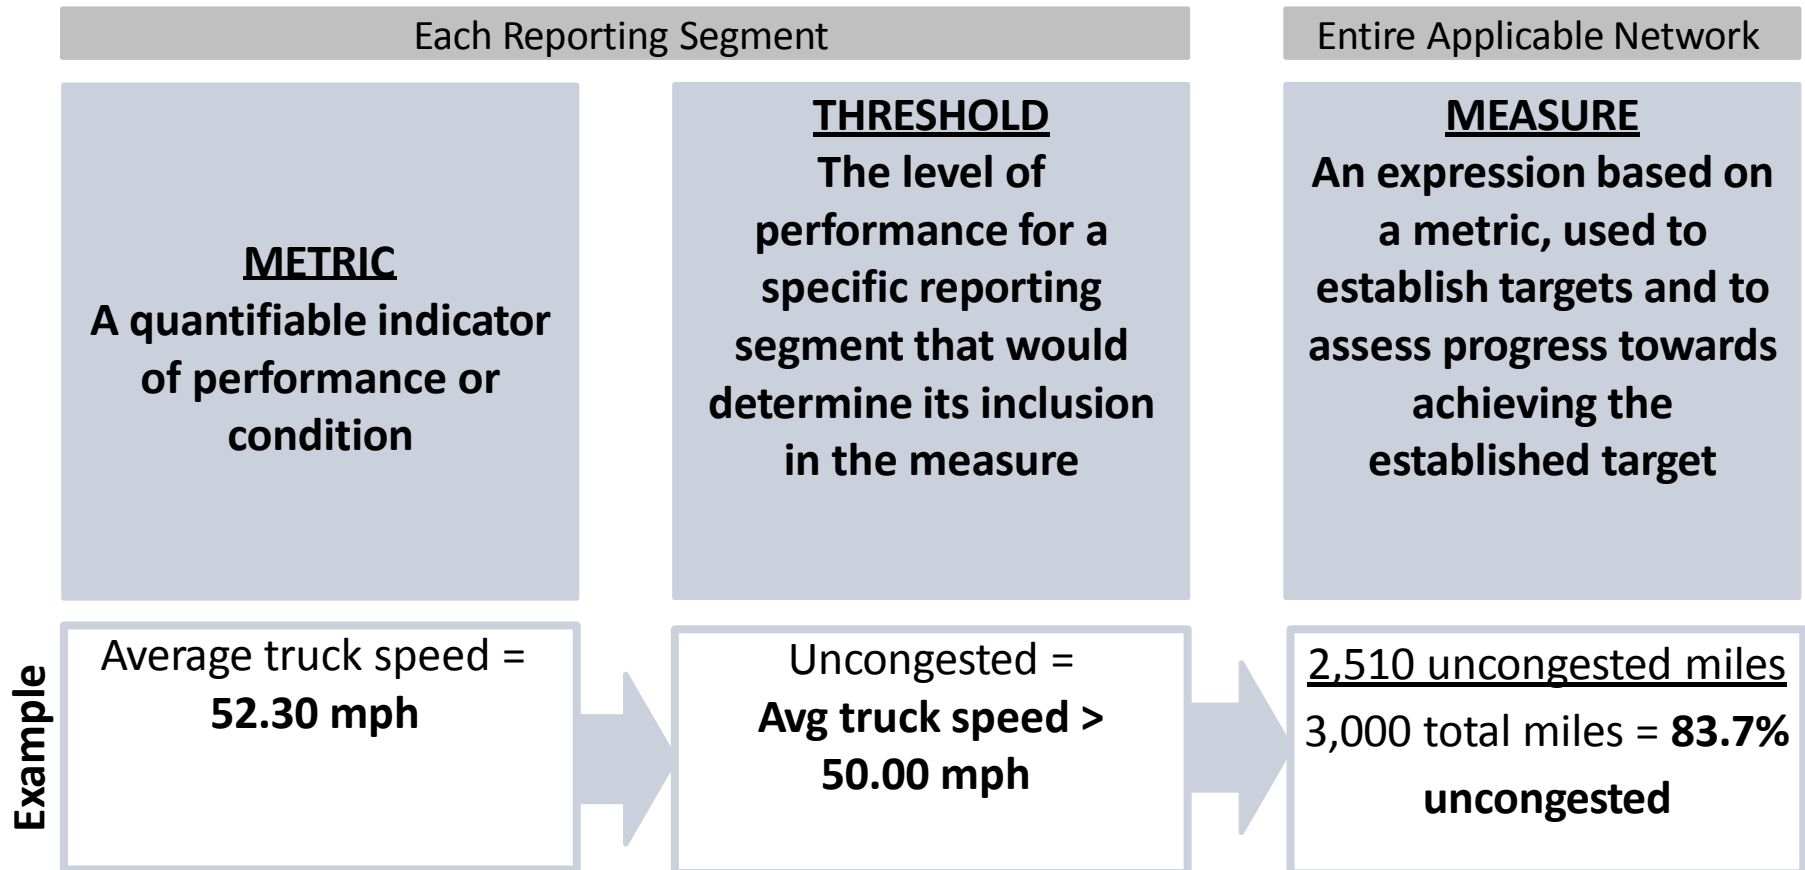 Each Reporting Segment
Entire Applicable Network
METRIC
A quantifiable indicator
of performance or
condition
THRESHOLD
The level of
performance for a
specific reporting
segment that would
determine its inclusion
in the measure
MEASURE
An expression based on
a metric, used to
establish targets and to
assess progress towards
achieving the
established target
Example
Average truck speed =
52.30 mph
Uncongested =
Avg truck speed >
50.00 mph
2,510 uncongested miles
3,000 total miles = 83.7%
uncongested